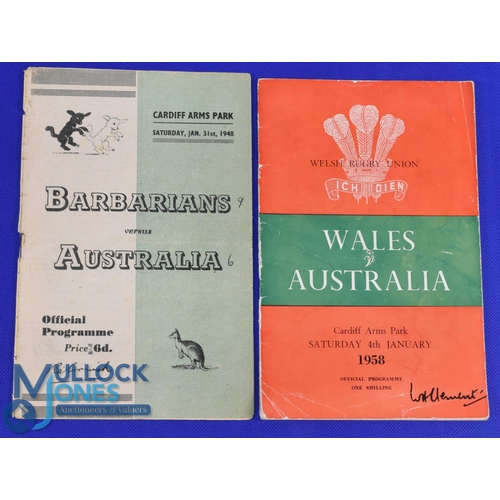 CARDIFF ARMS PARK
SATURDAY, JAN. 31st, 1948
BARBARIANS 9
versus
AUSTRALIA 6
Official
Programme
Price 6d.
WELSH RUGBY UNION
ICH DIEN
WALES
V
AUSTRALIA
Cardiff Arms Park
SATURDAY 4th JANUARY
1958
OFFICIAL PROGRAMME
ONE SHILLING
W H Clement
MULLOCK
JONES
Auctioneers & Valuers